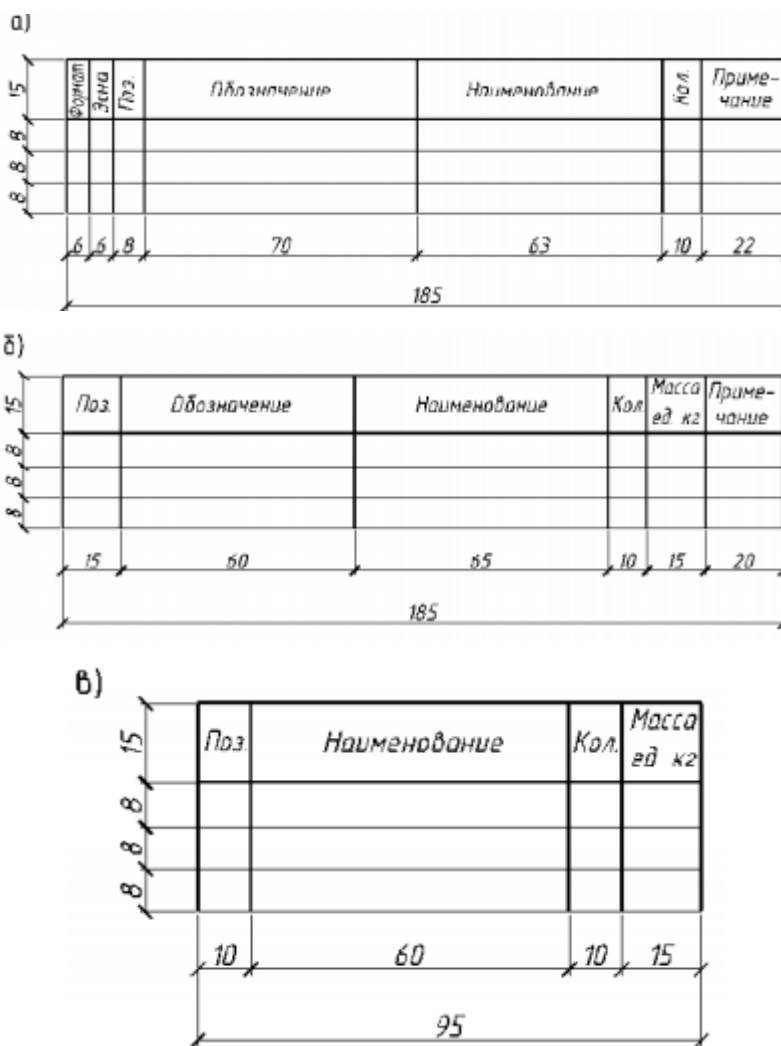 а)
Формат Зона Поз. Обозначение Наименование Кол. Приме-
чание
15
8
8
8
6 6 8 70 63 10 22
185
б)
Поз. Обозначение Наименование Кол Масса
ед. кг Приме-
чание
15
8
8
8
15 60 65 10 15 20
185
в)
Поз. Наименование Кол. Масса
ед кг
15
8
8
8
10 60 10 15
95